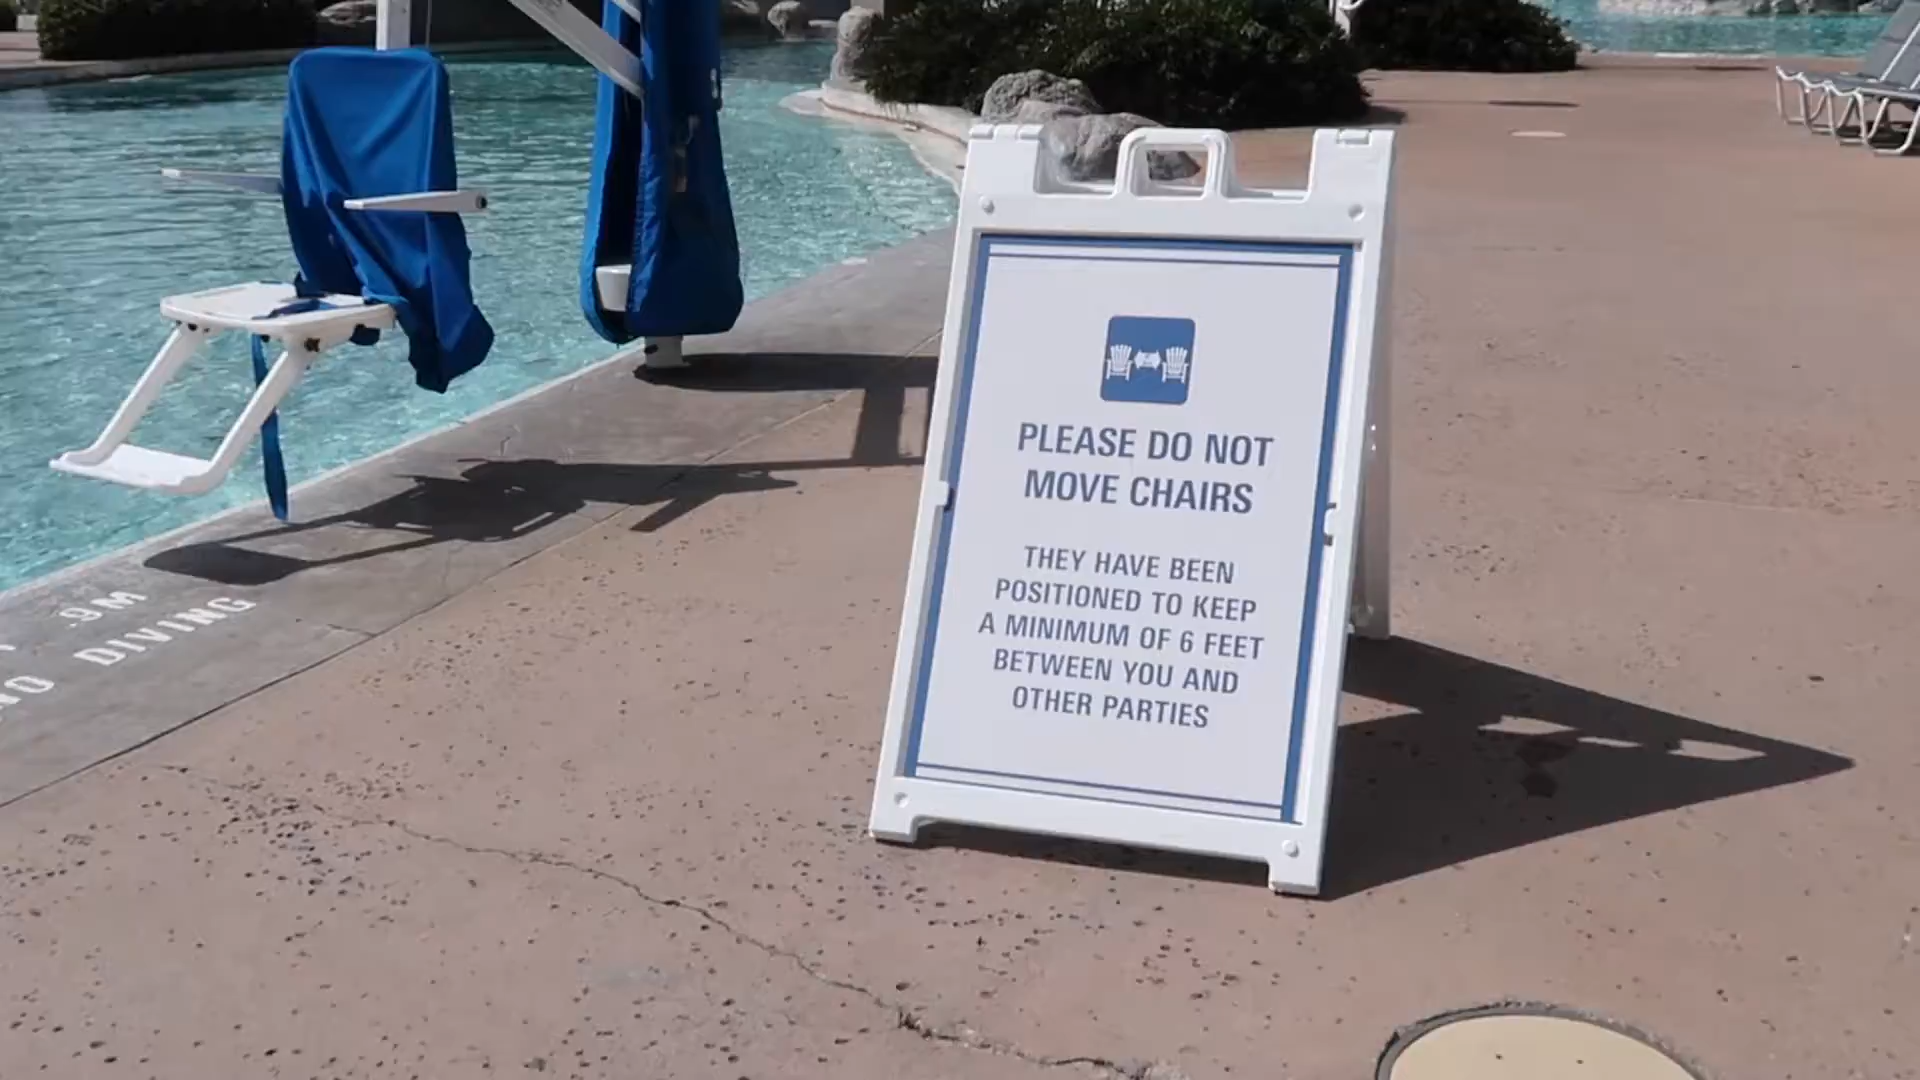 PLEASE DO NOT
MOVE CHAIRS
THEY HAVE BEEN
POSITIONED TO KEEP
A MINIMUM OF 6 FEET
BETWEEN YOU AND
OTHER PARTIES
.9M
NO DIVING